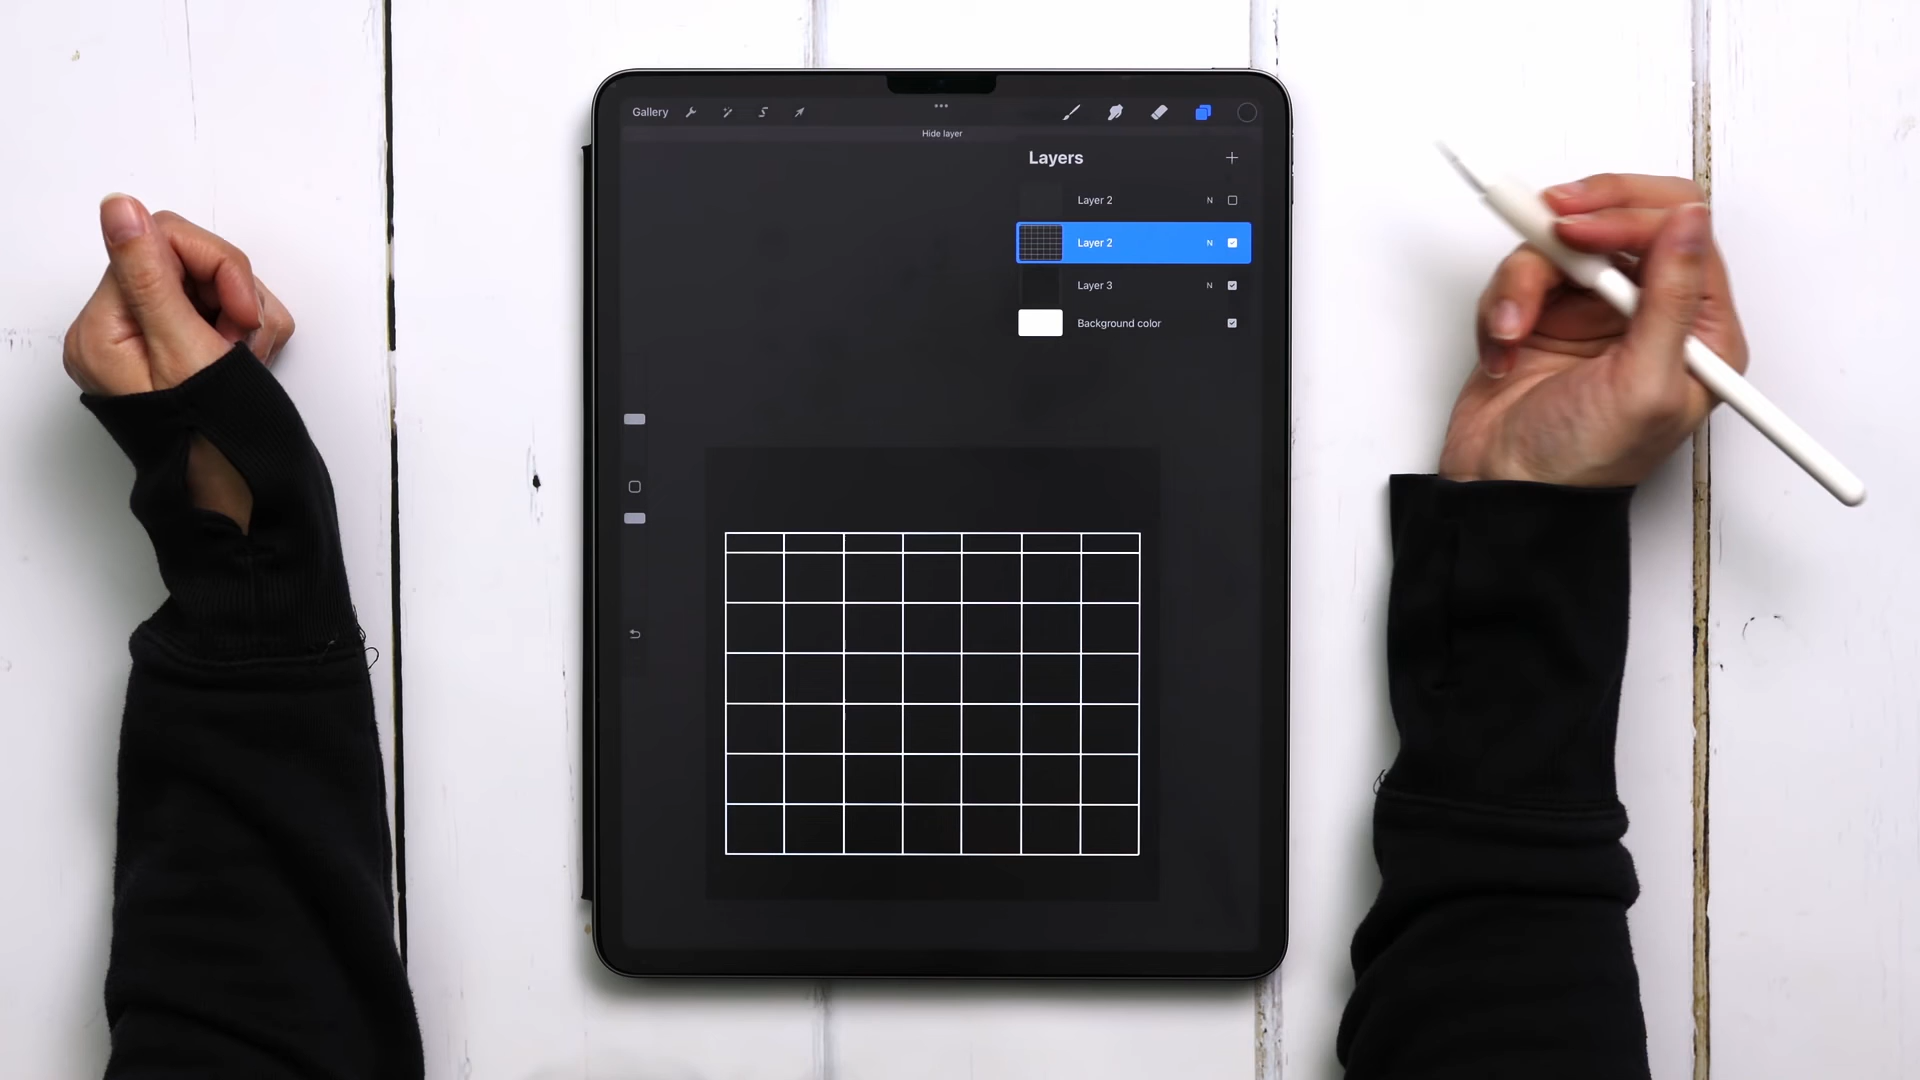 Gallery
Hide layer
Layers
Layer 2 N
Layer 2 N
Layer 3 N
Background color